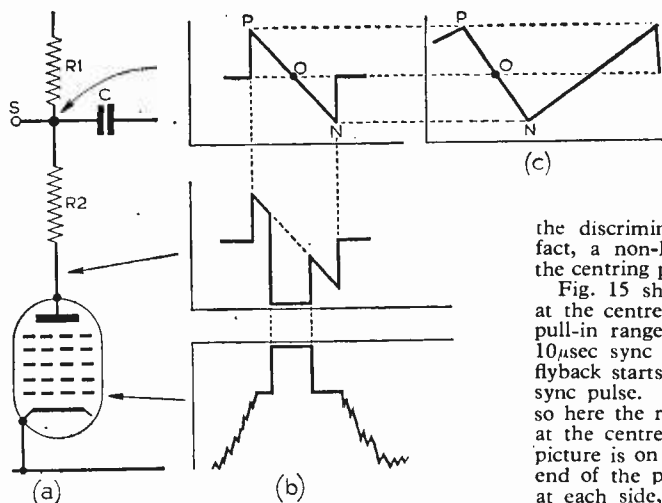 R1
S
C
R2
(a)
P
O
N
(b)
P
O
N
(c)
the discrimin
fact, a non-l
the centring p
Fig. 15 sh
at the centre
pull-in range
10μsec sync
flyback starts
sync pulse.
so here the r
at the centre
picture is on
end of the p
at each side,